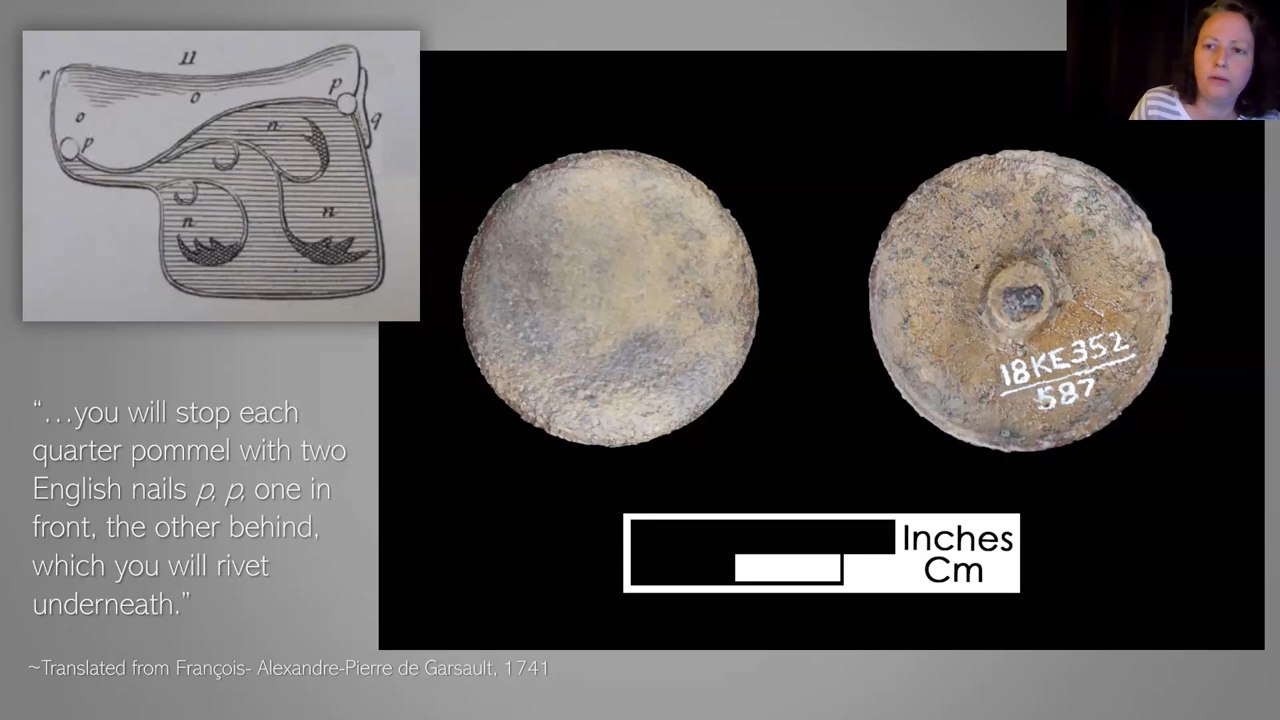 11
r
o
o
p
p
q
n
n
n
18KE352
587
Inches
Cm
“…you will stop each
quarter pommel with two
English nails p, p, one in
front, the other behind,
which you will rivet
underneath.”
~Translated from François- Alexandre-Pierre de Garsault, 1741